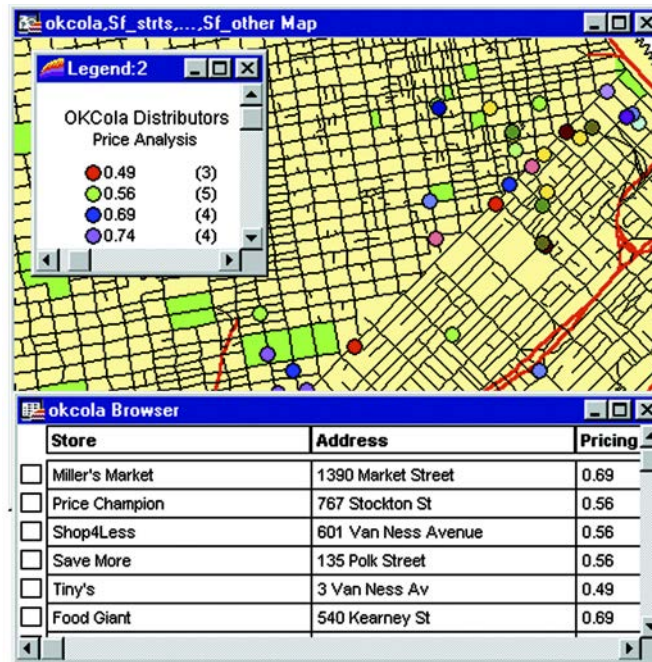 okcola,Sf_strts,...,Sf_other Map
Legend:2
OKCola Distributors
Price Analysis
0.49 (3)
0.56 (5)
0.69 (4)
0.74 (4)
okcola Browser
Store Address Pricing
Miller's Market 1390 Market Street 0.69
Price Champion 767 Stockton St 0.56
Shop4Less 601 Van Ness Avenue 0.56
Save More 135 Polk Street 0.56
Tiny's 3 Van Ness Av 0.49
Food Giant 540 Kearney St 0.69